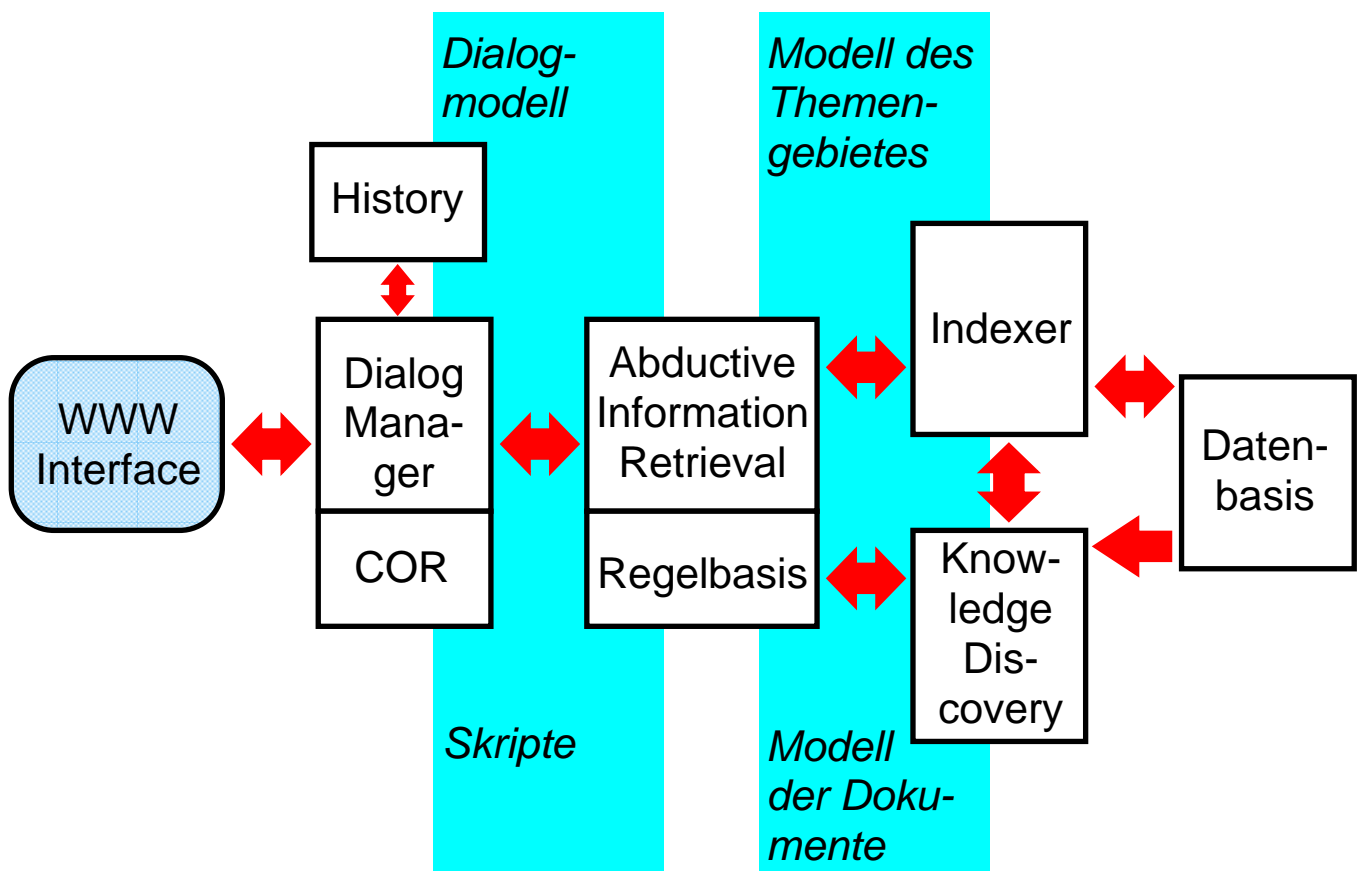 Dialog-
modell
Modell des
Themen-
gebietes
History
Indexer
WWW
Interface
Dialog
Mana-
ger
COR
Abductive
Information
Retrieval
Regelbasis
Daten-
basis
Know-
ledge
Dis-
covery
Skripte
Modell
der Doku-
mente